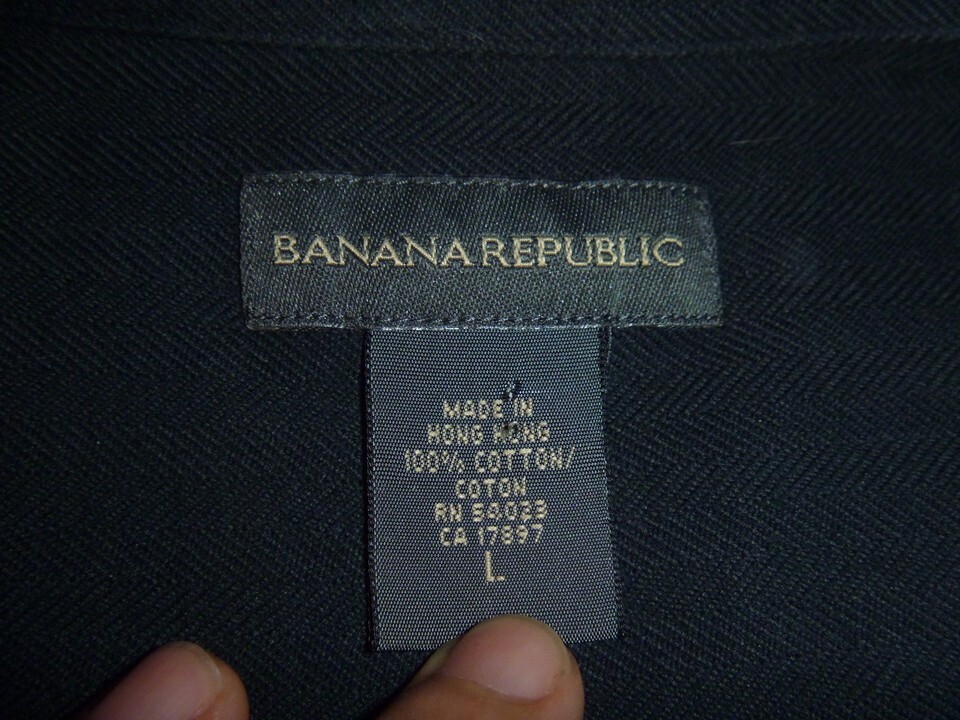 BANANA REPUBLIC
MADE IN
HONG KONG
100% COTTON/
COTON
RN 54023
CA 17897
L